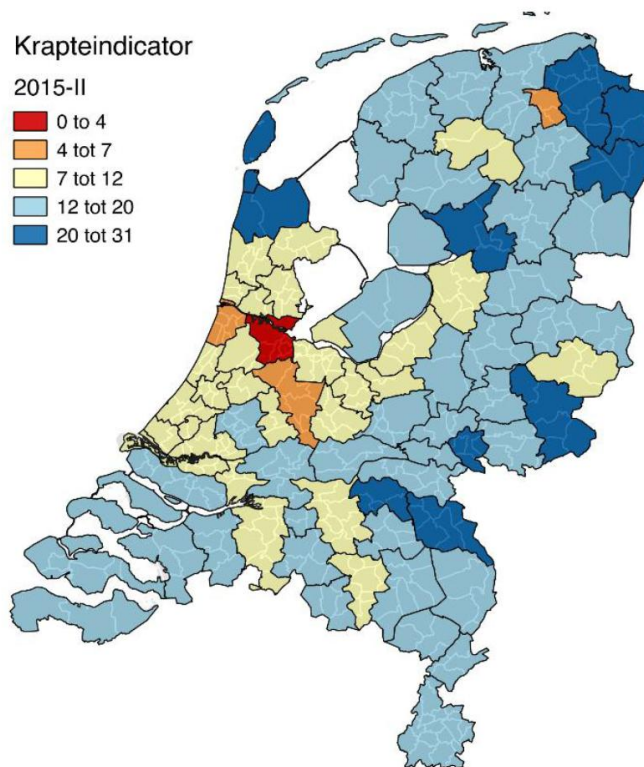 Krapteindicator
2015-II
0 to 4
4 tot 7
7 tot 12
12 tot 20
20 tot 31